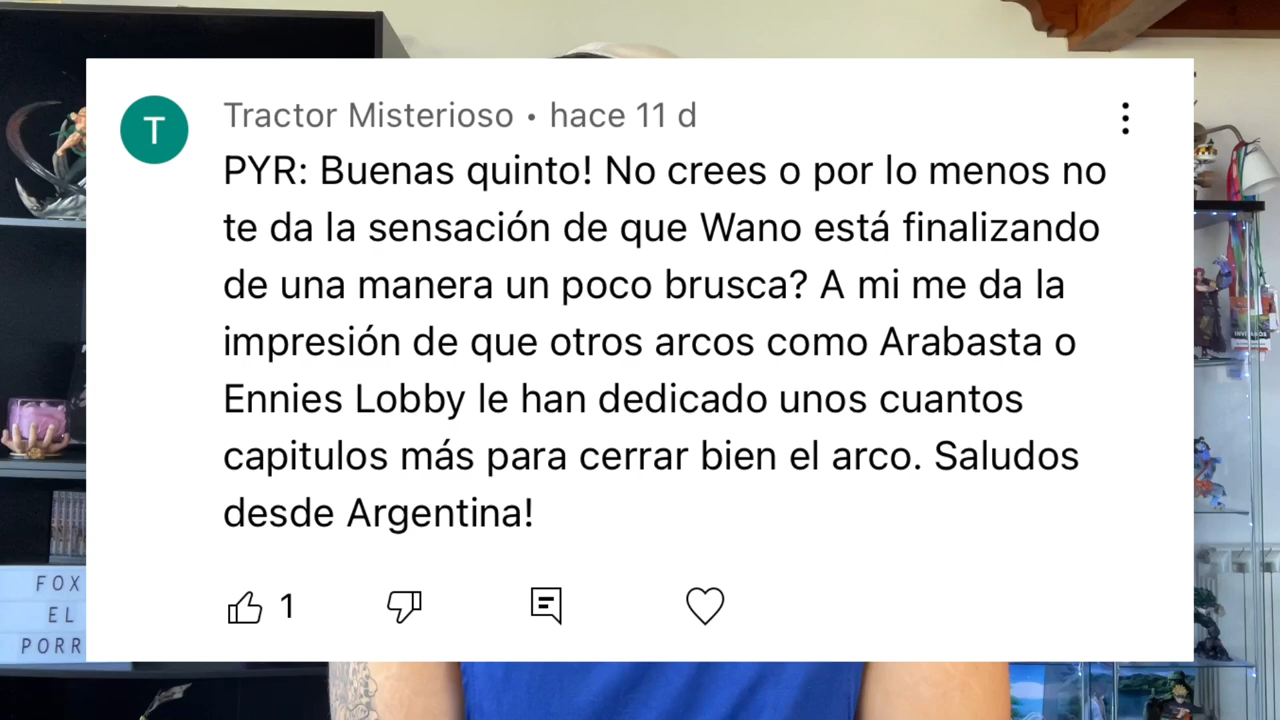 Tractor Misterioso • hace 11 d
T
PYR: Buenas quinto! No crees o por lo menos no
te da la sensación de que Wano está finalizando
de una manera un poco brusca? A mi me da la
impresión de que otros arcos como Arabasta o
Ennies Lobby le han dedicado unos cuantos
capitulos más para cerrar bien el arco. Saludos
desde Argentina!
1
FOX
EL
PORR